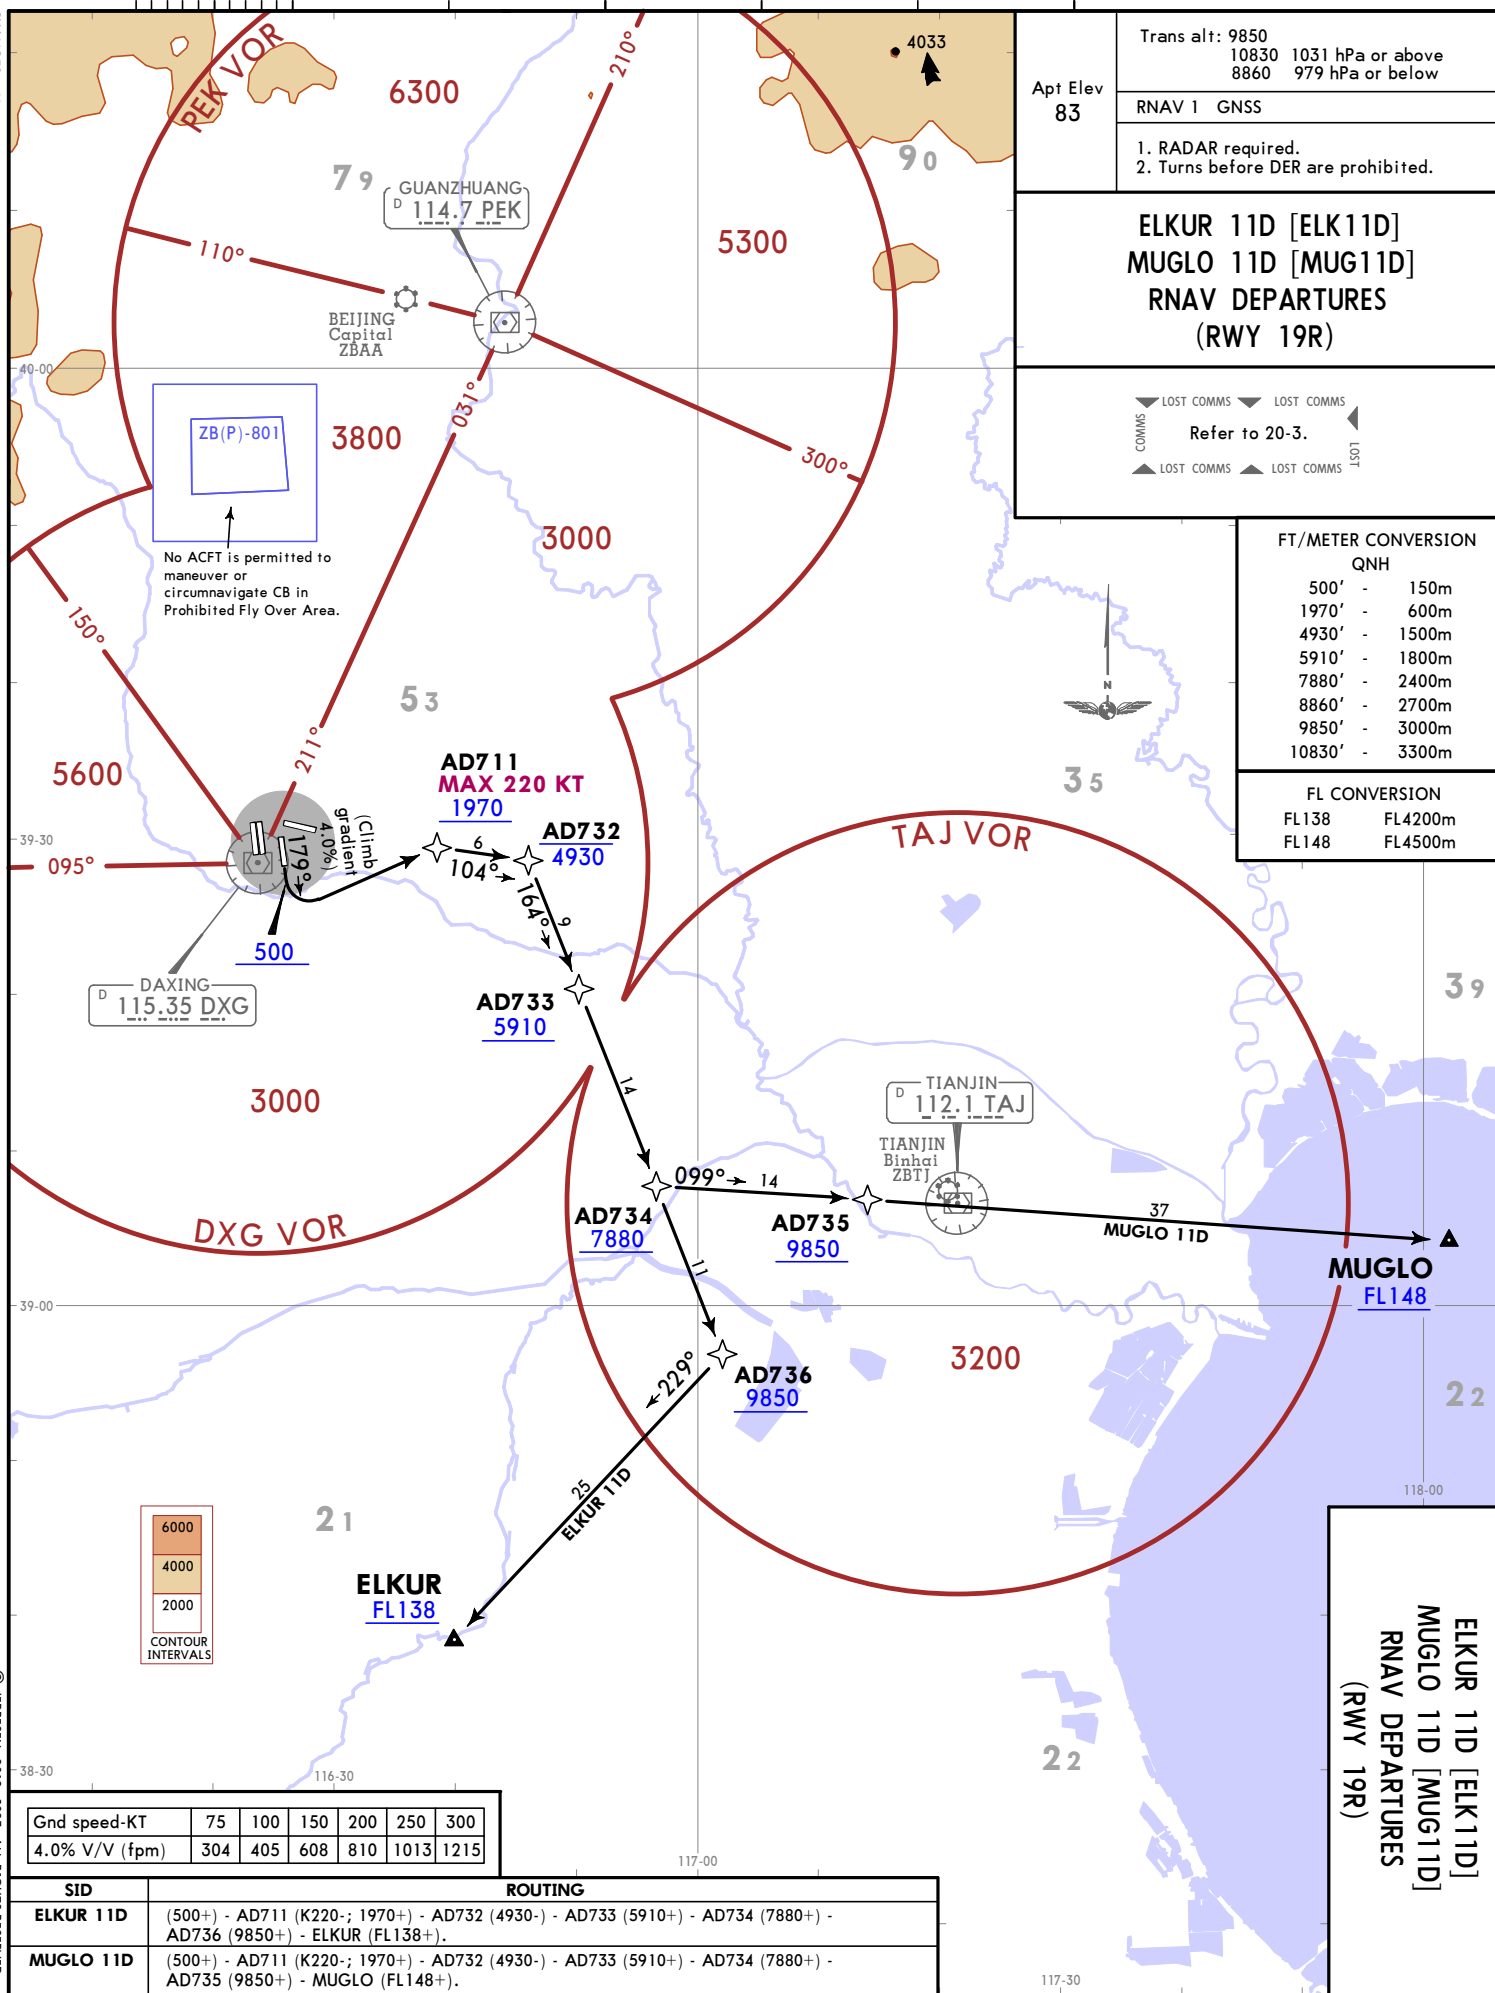 Apt Elev
83
Trans alt: 9850
10830 1031 hPa or above
8860 979 hPa or below
RNAV 1 GNSS
1. RADAR required.
2. Turns before DER are prohibited.
ELKUR 11D [ELK11D]
MUGLO 11D [MUG11D]
RNAV DEPARTURES
(RWY 19R)
LOST COMMS LOST COMMS
COMMS
Refer to 20-3.
LOST
LOST COMMS LOST COMMS
FT/METER CONVERSION
QNH
500' - 150m
1970' - 600m
4930' - 1500m
5910' - 1800m
7880' - 2400m
8860' - 2700m
9850' - 3000m
10830' - 3300m
FL CONVERSION
FL138 FL4200m
FL148 FL4500m
PEK VOR
6300
210°
4033
79
90
GUANZHUANG
D 114.7 PEK
5300
110°
BEIJING
Capital
ZBAA
40-00
031°
ZB(P)-801
3800
300°
3000
No ACFT is permitted to
maneuver or
circumnavigate CB in
Prohibited Fly Over Area.
150°
N
53
211°
5600
35
AD711
MAX 220 KT
1970
(Climb
gradient
4.0%)
179°
39-30
095°
6
104°
AD732
4930
164°
9
TAJ VOR
500
DAXING
D 115.35 DXG
AD733
5910
39
14
3000
TIANJIN
D 112.1 TAJ
TIANJIN
Binhai
ZBTJ
DXG VOR
099° 14
AD734
7880
AD735
9850
37
MUGLO 11D
MUGLO
FL148
11
39-00
3200
AD736
9850
229°
22
25
ELKUR 11D
118-00
21
6000
4000
2000
CONTOUR
INTERVALS
ELKUR
FL138
22
38-30
116-30
117-00
117-30
ELKUR 11D [ELK11D]
MUGLO 11D [MUG11D]
RNAV DEPARTURES
(RWY 19R)
Gnd speed-KT 75 100 150 200 250 300
4.0% V/V (fpm) 304 405 608 810 1013 1215
SID ROUTING
ELKUR 11D (500+) - AD711 (K220-; 1970+) - AD732 (4930-) - AD733 (5910+) - AD734 (7880+) -
AD736 (9850+) - ELKUR (FL138+).
MUGLO 11D (500+) - AD711 (K220-; 1970+) - AD732 (4930-) - AD733 (5910+) - AD734 (7880+) -
AD735 (9850+) - MUGLO (FL148+).